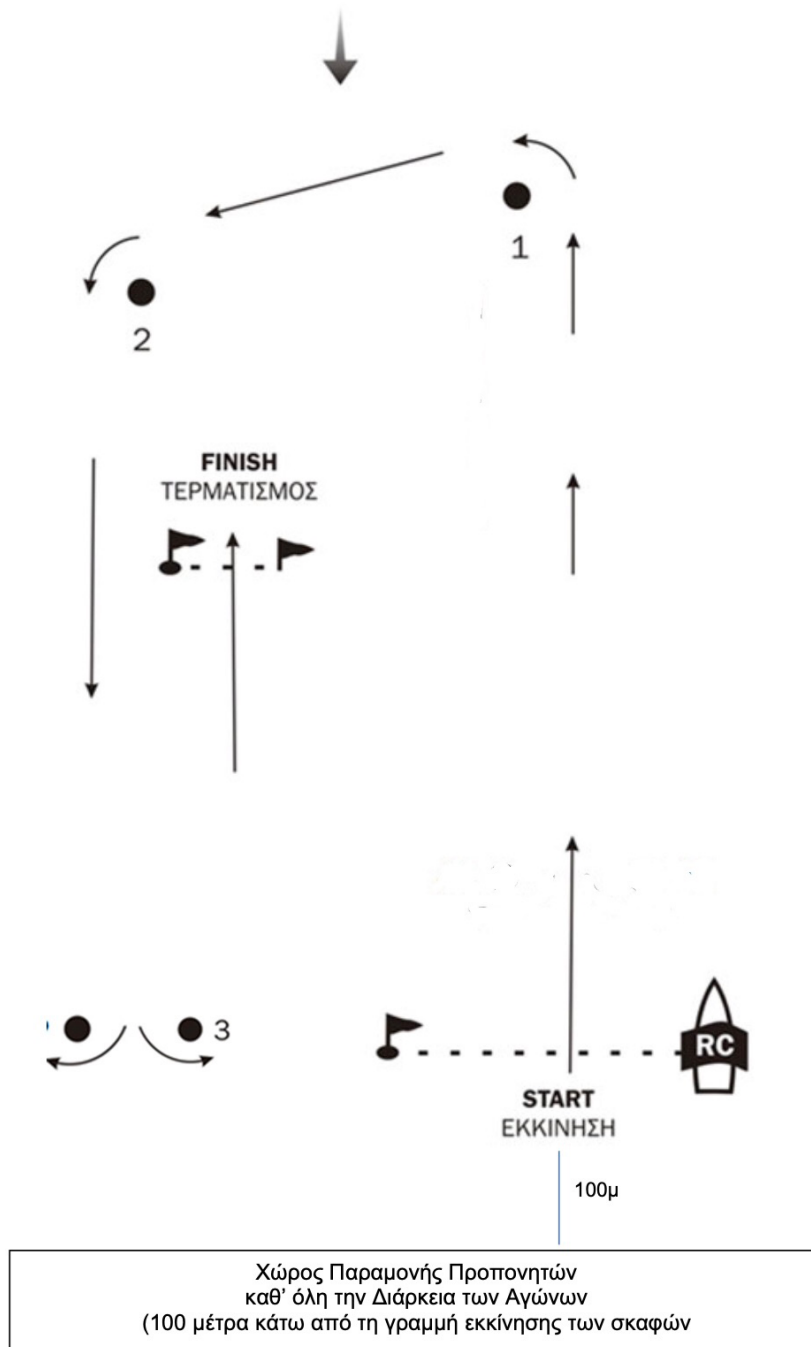 1
2
FINISH
ΤΕΡΜΑΤΙΣΜΟΣ
3
RC
START
ΕΚΚΙΝΗΣΗ
100μ
Χώρος Παραμονής Προπονητών
καθ’ όλη την Διάρκεια των Αγώνων
(100 μέτρα κάτω από τη γραμμή εκκίνησης των σκαφών